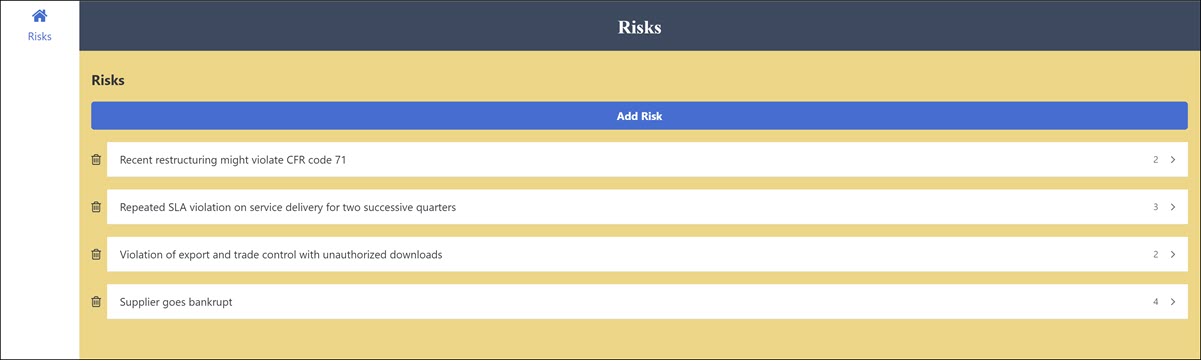 Risks
Risks
Risks
Add Risk
Recent restructuring might violate CFR code 71 2
Repeated SLA violation on service delivery for two successive quarters 3
Violation of export and trade control with unauthorized downloads 2
Supplier goes bankrupt 4